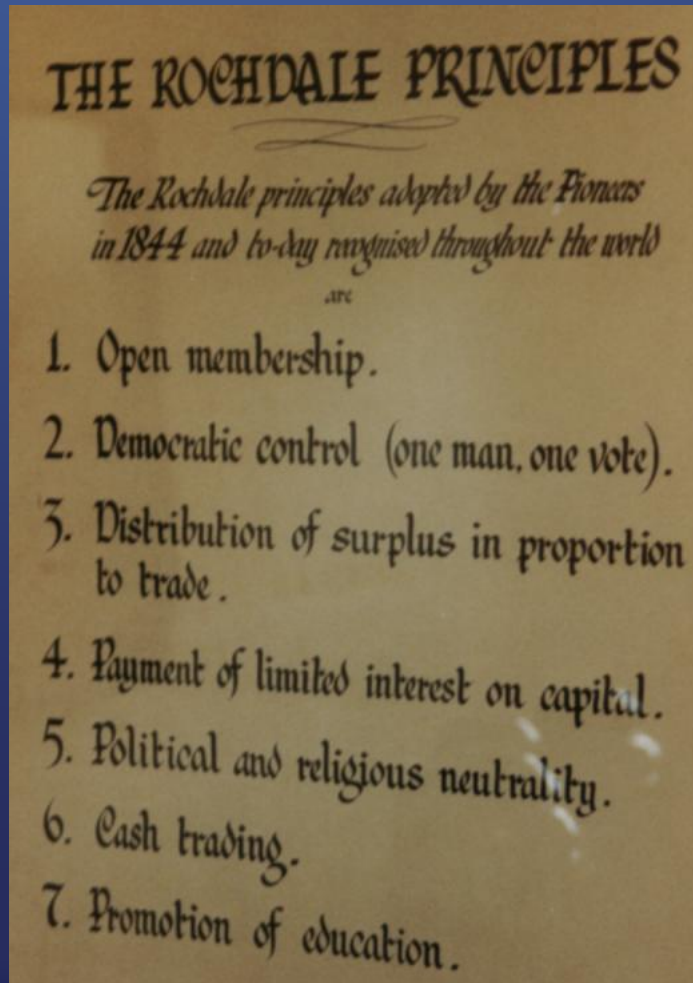 THE ROCHDALE PRINCIPLES
The Rochdale principles adopted by the Pioneers
in 1844 and to-day recognised throughout the world
are
1. Open membership.
2. Democratic control (one man, one vote).
3. Distribution of surplus in proportion
to trade.
4. Payment of limited interest on capital.
5. Political and religious neutrality.
6. Cash trading.
7. Promotion of education.